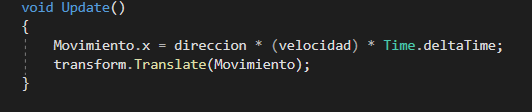 void Update()
{
Movimiento.x = direccion * (velocidad) * Time.deltaTime;
transform.Translate(Movimiento);
}